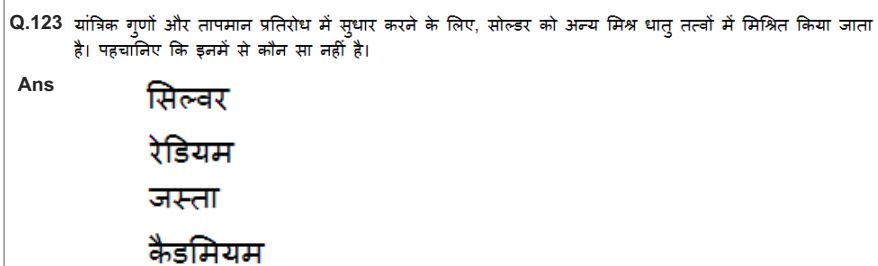 Q.123 यांत्रिक गुणों और तापमान प्रतिरोध में सुधार करने के लिए, सोल्डर को अन्य मिश्र धातु तत्वों में मिश्रित किया जाता
है। पहचानिए कि इनमें से कौन सा नहीं है।
Ans
सिल्वर
रेडियम
जस्ता
कैडमियम